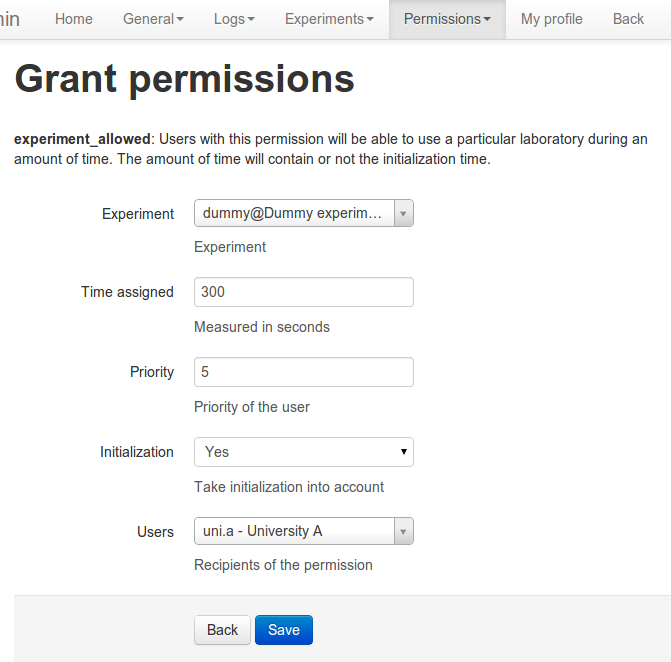 Home General Logs Experiments Permissions My profile Back
Grant permissions
experiment_allowed: Users with this permission will be able to use a particular laboratory during an
amount of time. The amount of time will contain or not the initialization time.
Experiment dummy@Dummy experim...
Experiment
Time assigned 300
Measured in seconds
Priority 5
Priority of the user
Initialization Yes
Take initialization into account
Users uni.a - University A
Recipients of the permission
Back Save